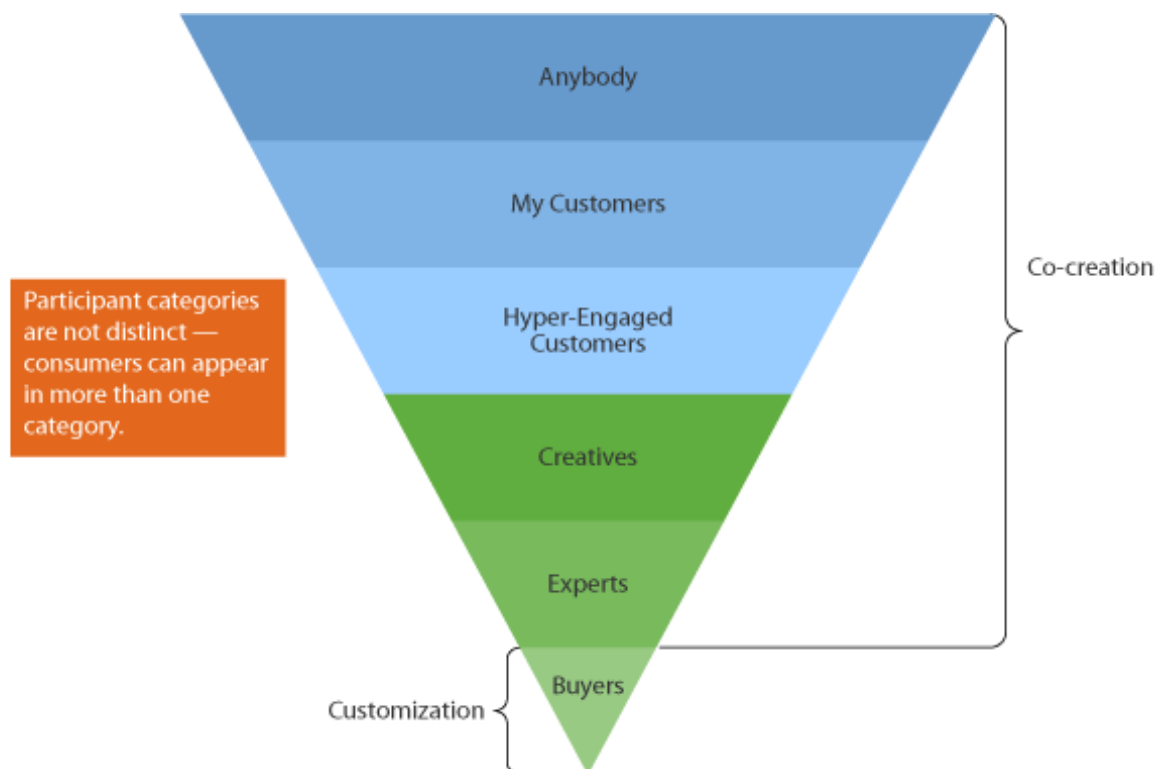 Anybody
My Customers
Hyper-Engaged
Customers
Co-creation
Participant categories
are not distinct —
consumers can appear
in more than one
category.
Creatives
Experts
Buyers
Customization